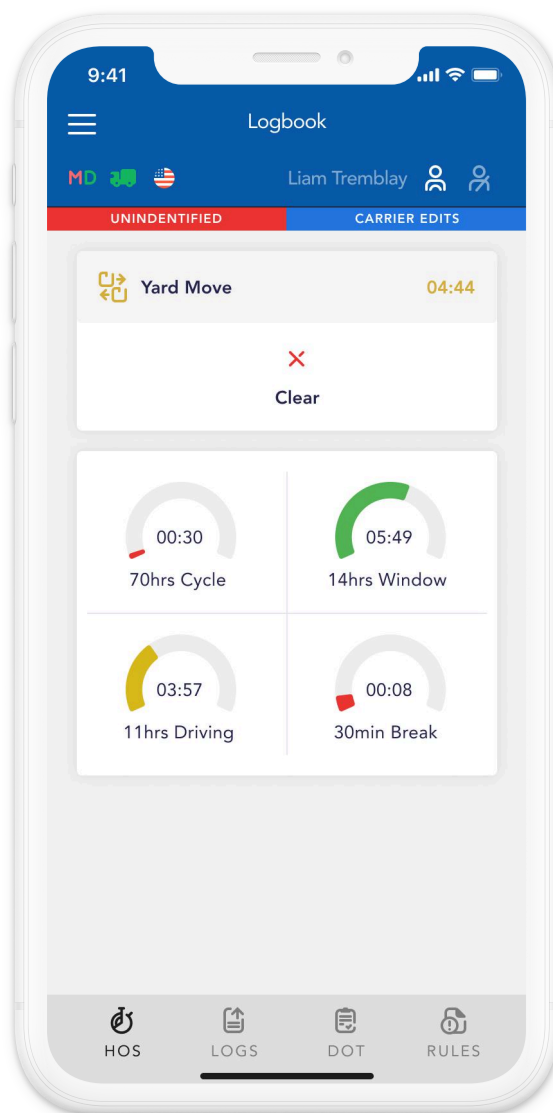 9:41
Logbook
MD
Liam Tremblay
UNINDENTIFIED
CARRIER EDITS
Yard Move
04:44
Clear
00:30
70hrs Cycle
05:49
14hrs Window
03:57
11hrs Driving
00:08
30min Break
HOS
LOGS
DOT
RULES